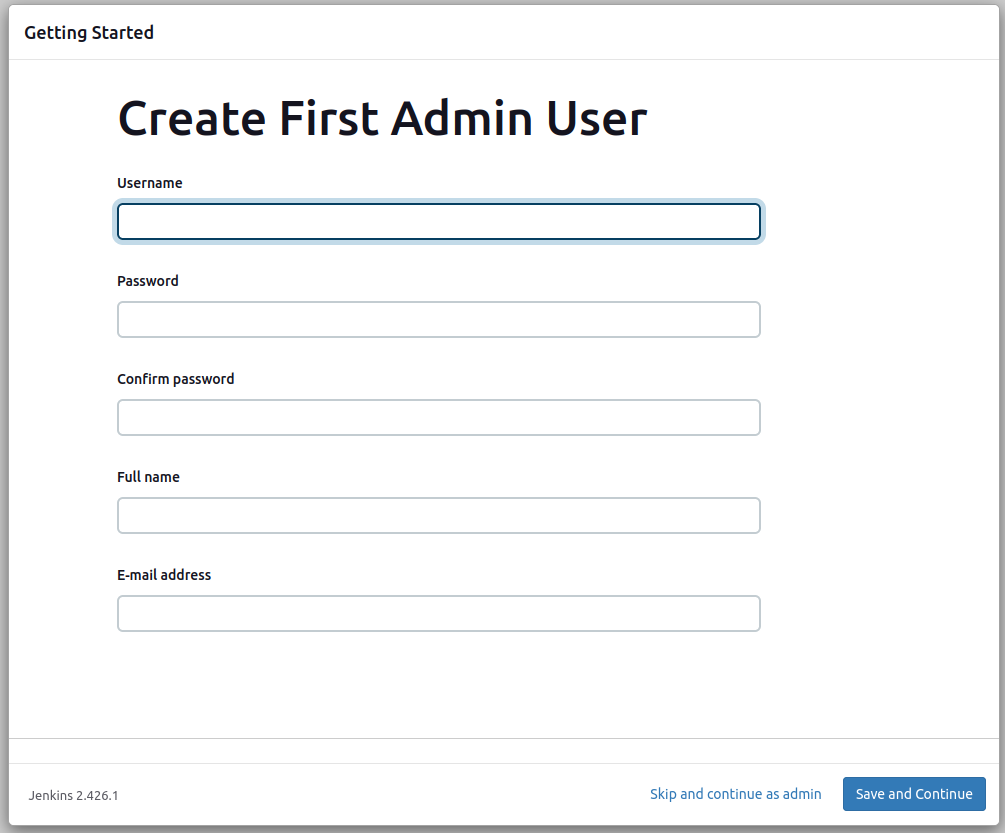 Getting Started
Create First Admin User
Username
Password
Confirm password
Full name
E-mail address
Jenkins 2.426.1
Skip and continue as admin
Save and Continue